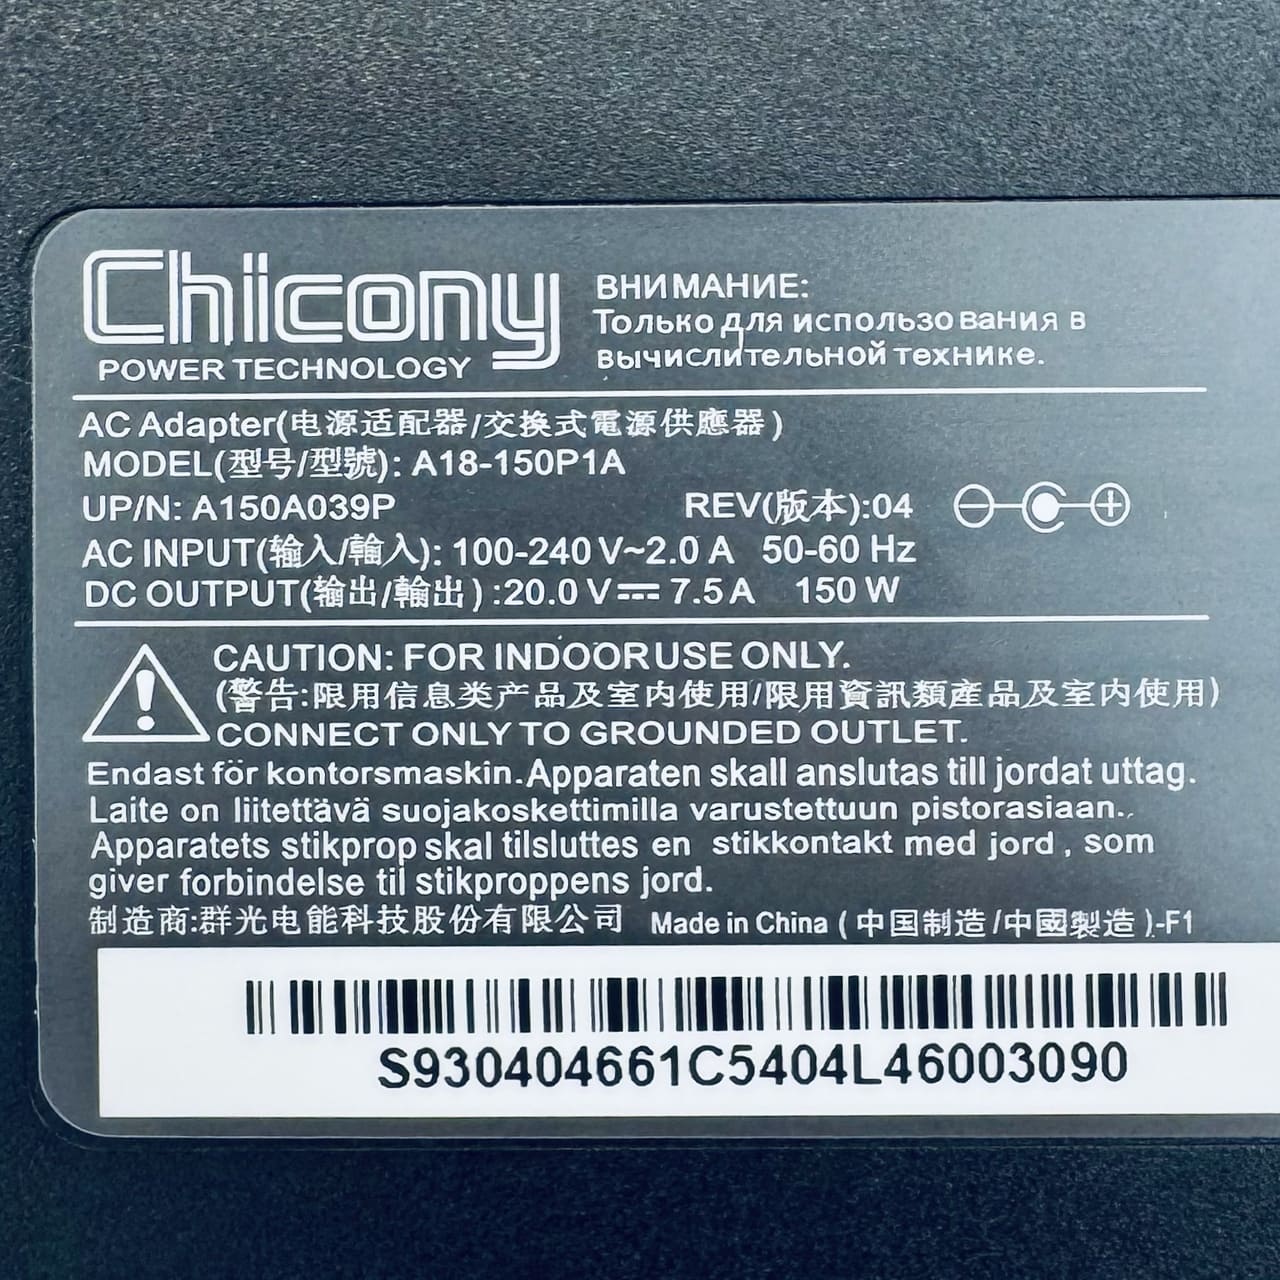 Chicony
POWER TECHNOLOGY
ВНИМАНИЕ:
Только для использования в
вычислительной технике.
AC Adapter(电源适配器/交换式電源供應器)
MODEL(型号/型號): A18-150P1A
UP/N: A150A039P
REV(版本):04
AC INPUT(输入/輸入): 100-240 V~2.0 A 50-60 Hz
DC OUTPUT(输出/輸出) :20.0 V⎓ 7.5 A 150 W
CAUTION: FOR INDOOR USE ONLY.
(警告:限用信息类产品及室内使用/限用資訊類產品及室内使用)
CONNECT ONLY TO GROUNDED OUTLET.
Endast för kontorsmaskin. Apparaten skall anslutas till jordat uttag.
Laite on liitettävä suojakoskettimilla varustettuun pistorasiaan.
Apparatets stikprop skal tilsluttes en stikkontakt med jord, som
giver forbindelse til stikproppens jord.
制造商:群光电能科技股份有限公司 Made in China (中国制造/中國製造)-F1
S930404661C5404L46003090